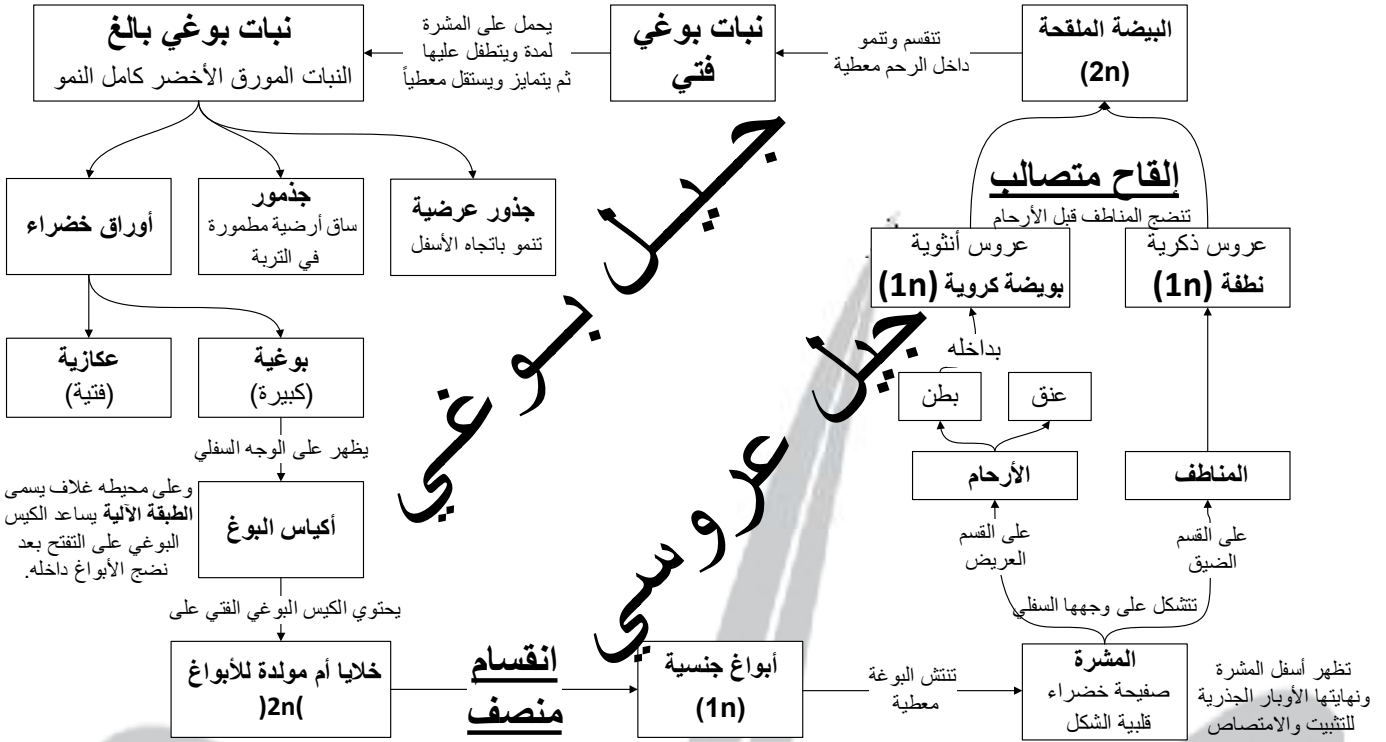 البيضة الملقحة
(2n)
تنقسم وتنمو
داخل الرحم معطية
نبات بوغي
فتي
يحمل على المشرة
لمدة ويتطفل عليها
ثم يتمايز ويستقل معطياً
نبات بوغي بالغ
النبات المورق الأخضر كامل النمو
جذور عرضية
تنمو باتجاه الأسفل
جذمور
ساق أرضية مطمورة
في التربة
أوراق خضراء
بوغية
(كبيرة)
عكازية
(فتية)
يظهر على الوجه السفلي
أكياس البوغ
وعلى محيطه غلاف يسمى
الطبقة الآلية يساعد الكيس
البوغي على التفتح بعد
نضج الأبواغ داخله.
يحتوي الكيس البوغي الفتي على
خلايا أم مولدة للأبواغ
)2n(
انقسام
منصف
أبواغ جنسية
(1n)
تنتش البوغة
معطية
المشرة
صفيحة خضراء
قلبية الشكل
تظهر أسفل المشرة
ونهايتها الأوبار الجذرية
للتثبيت والامتصاص
تتشكل على وجهها السفلي
على القسم
الضيق
على القسم
العريض
المناطف
الأرحام
عنق
بطن
بداخله
عروس ذكرية
نطفة (1n)
عروس أنثوية
بويضة كروية (1n)
إلقاح متصالب
تنضج المناطف قبل الأرحام
جيل بوغي
جيل عروسي